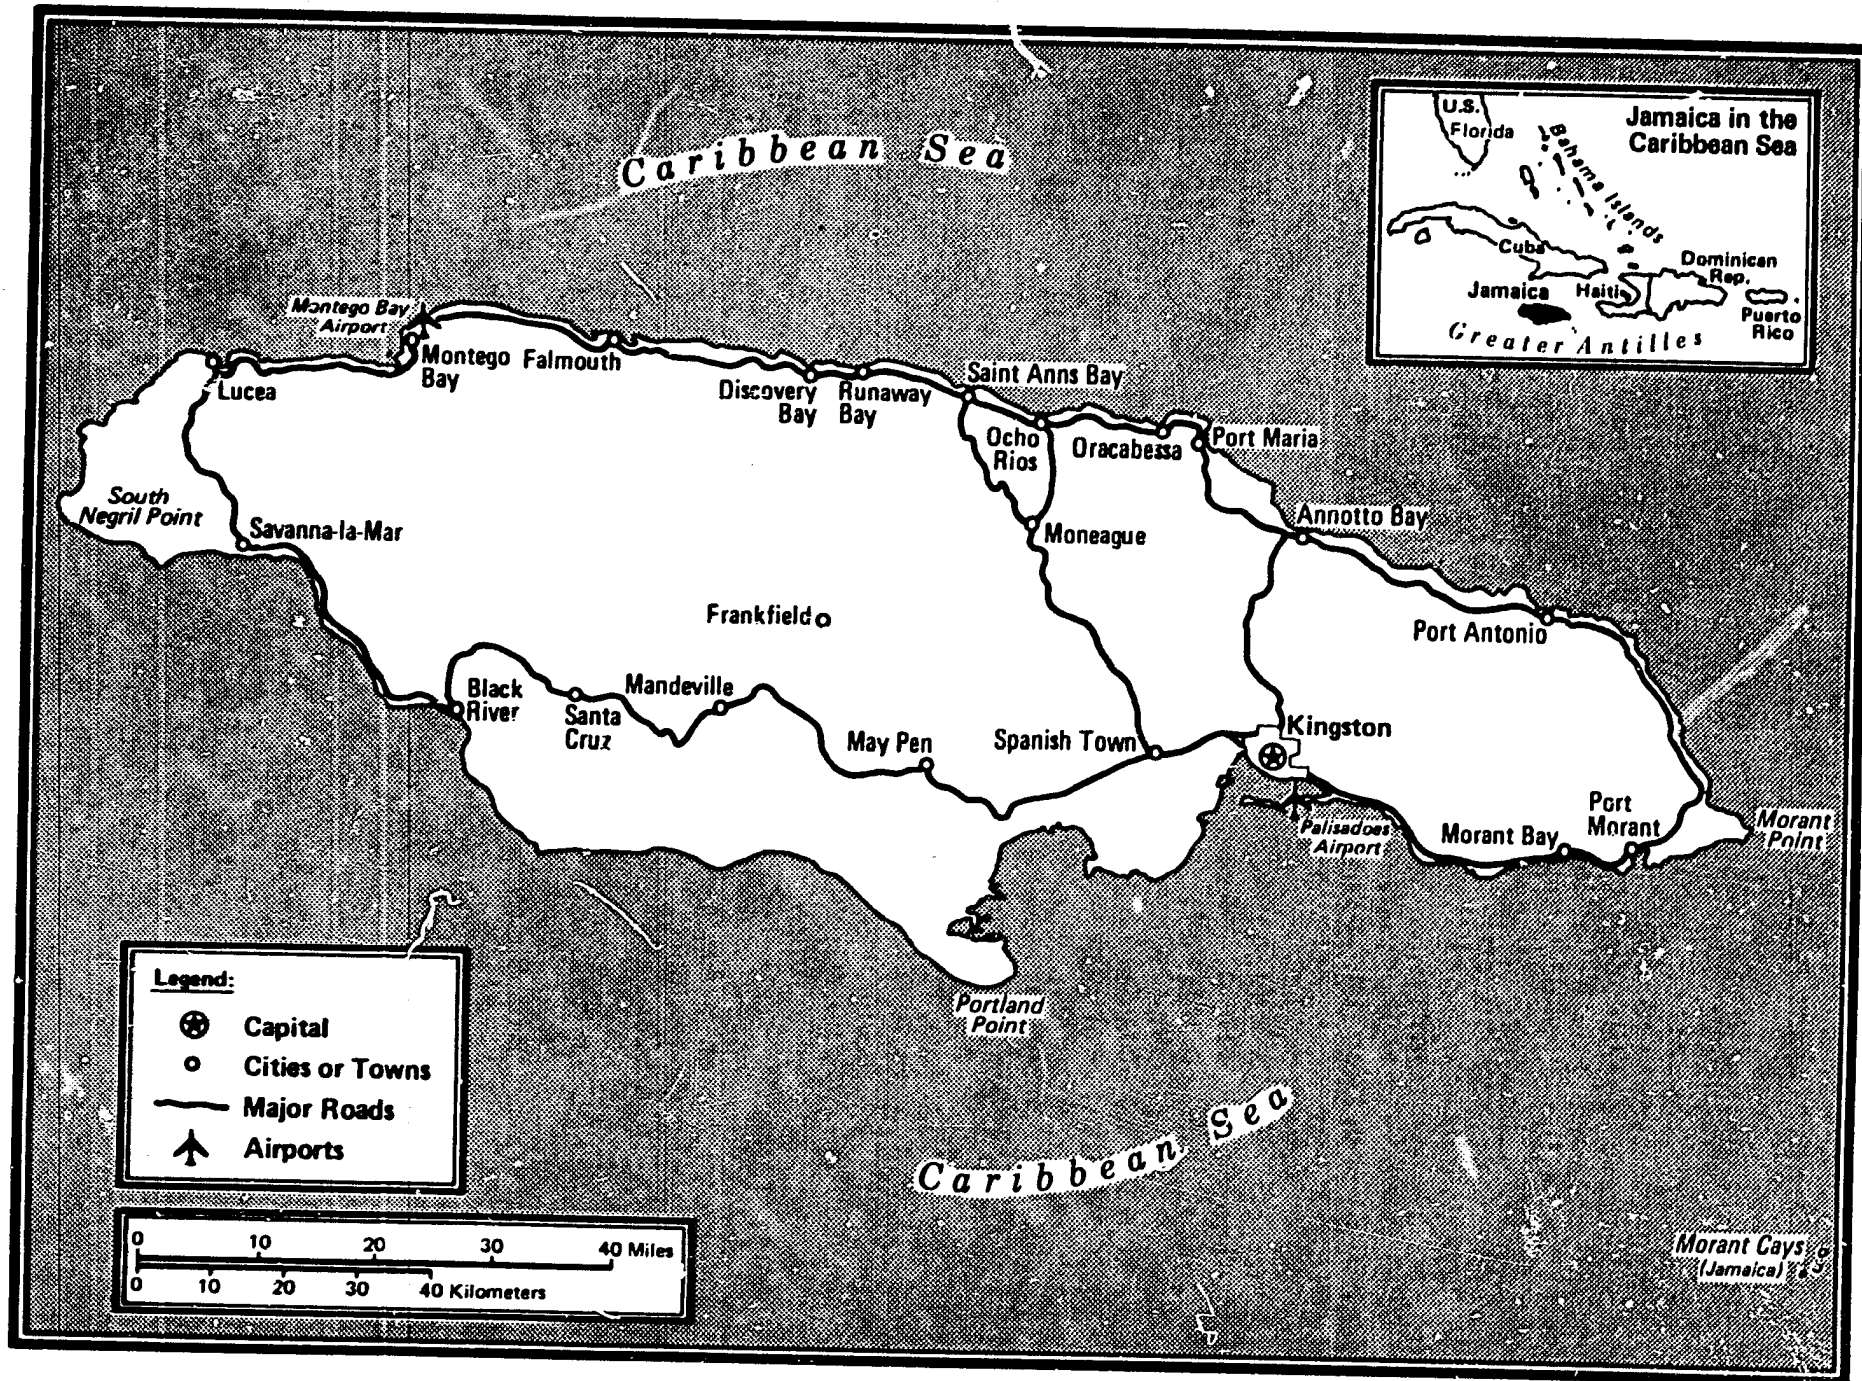 Caribbean Sea
Jamaica in the
Caribbean Sea
U.S.
Florida
Bahama Islands
Cuba
Dominican
Rep.
Jamaica
Haiti
Puerto
Rico
Greater Antilles
Montego Bay
Airport
Montego
Bay
Falmouth
Lucea
Discovery
Bay
Runaway
Bay
Saint Anns Bay
Ocho
Rios
Oracabessa
Port Maria
South
Negril Point
Savanna-la-Mar
Moneague
Annotto Bay
Frankfield
Port Antonio
Black
River
Santa
Cruz
Mandeville
May Pen
Spanish Town
Kingston
Palisadoes
Airport
Morant Bay
Port
Morant
Morant
Point
Portland
Point
Legend:
Capital
Cities or Towns
Major Roads
Airports
Caribbean Sea
0 10 20 30 40 Miles
0 10 20 30 40 Kilometers
Morant Cays
(Jamaica)